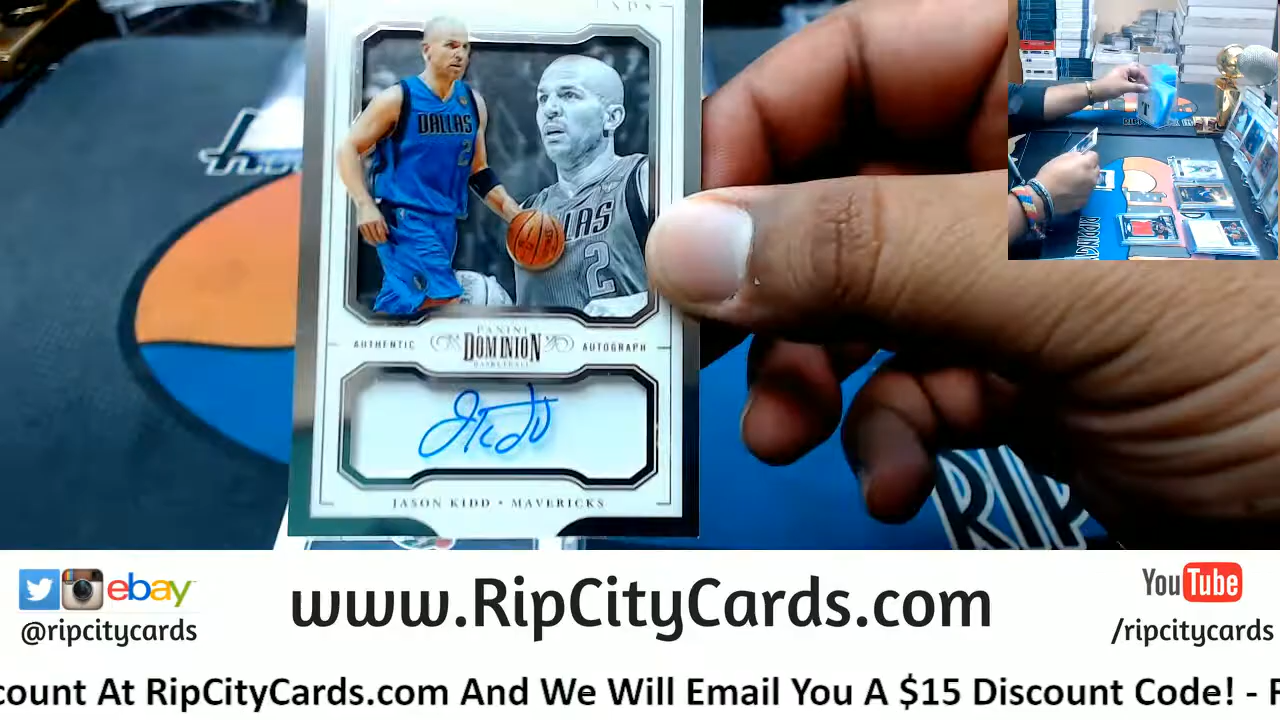 DALLAS
2
2
AUTHENTIC
PANINI
DOMINION
BASKETBALL
AUTOGRAPH
JASON KIDD • MAVERICKS
RIP
ebay
@ripcitycards
www.RipCityCards.com
YouTube
/ripcitycards
count At RipCityCards.com And We Will Email You A $15 Discount Code! -